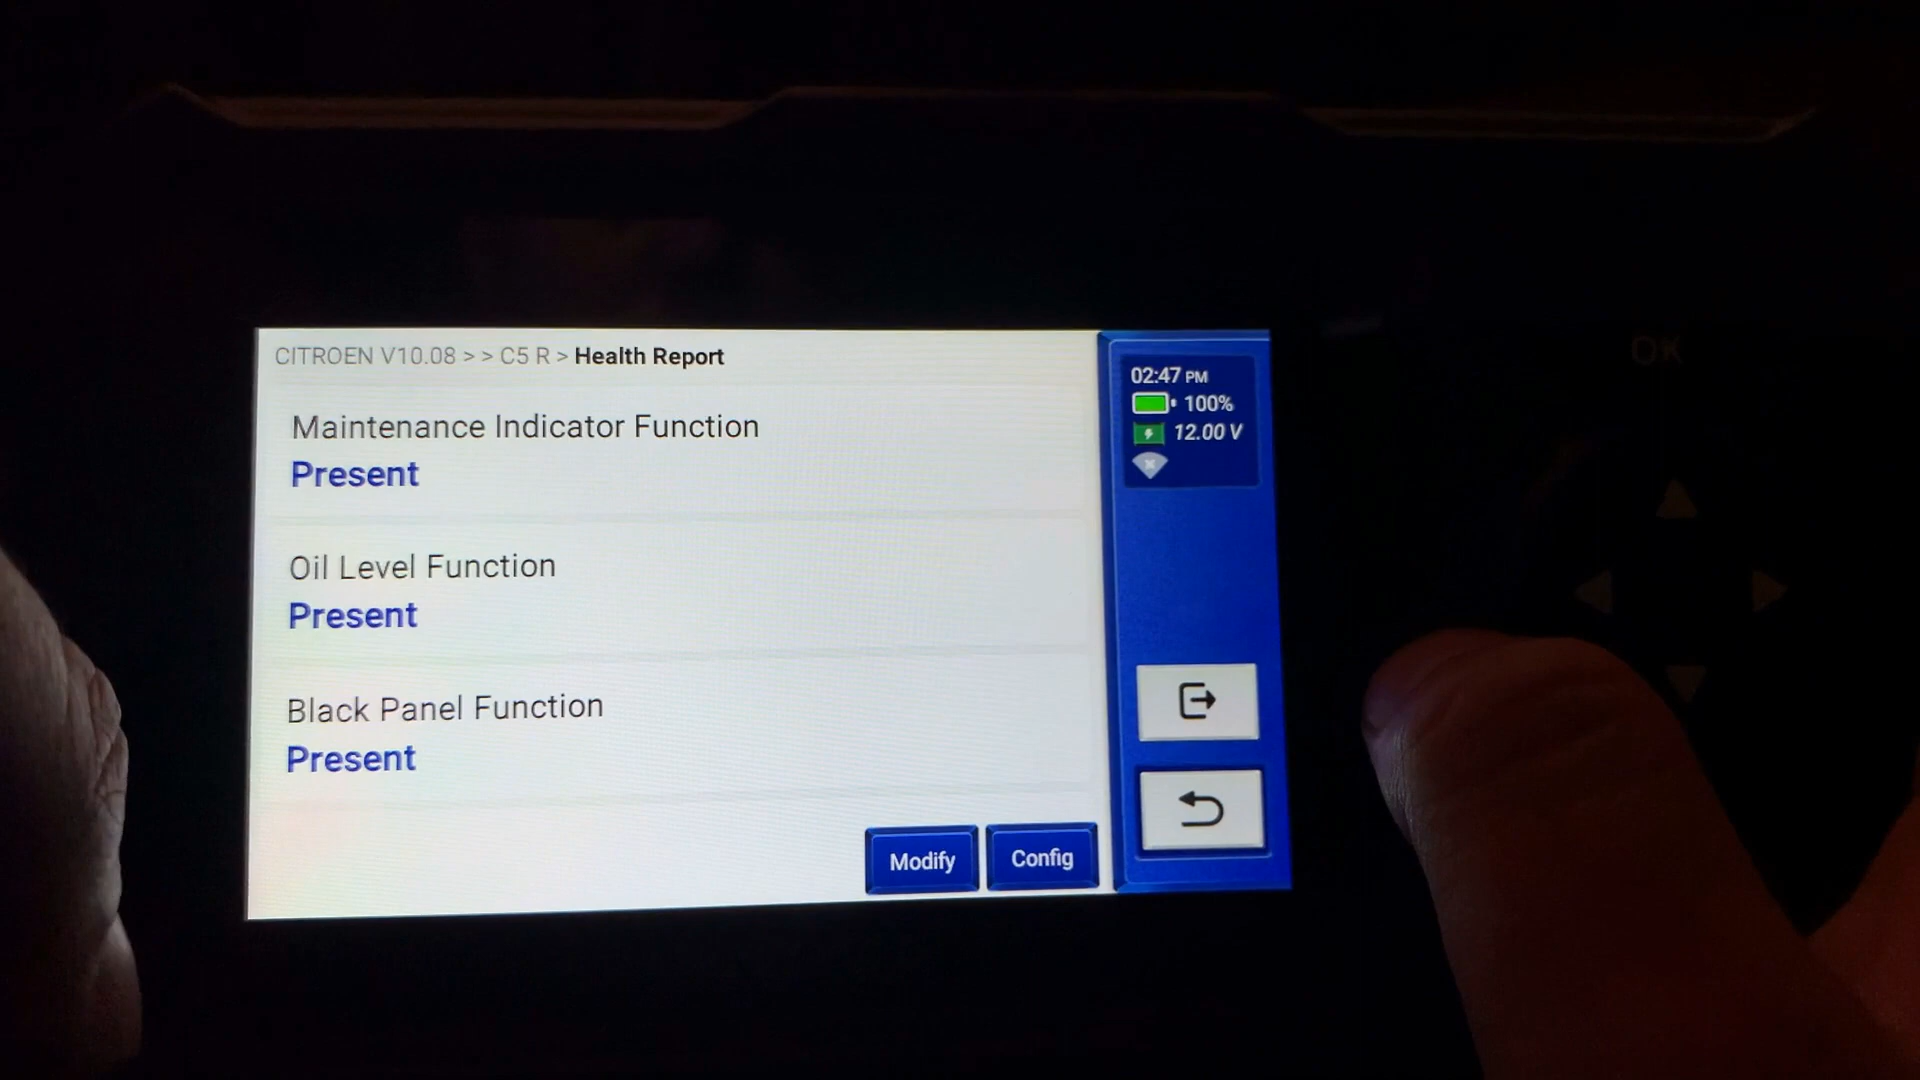 CITROEN V10.08 > > C5 R > Health Report
Maintenance Indicator Function
Present
Oil Level Function
Present
Black Panel Function
Present
Modify
Config
02:47 PM
100%
12.00 V
OK